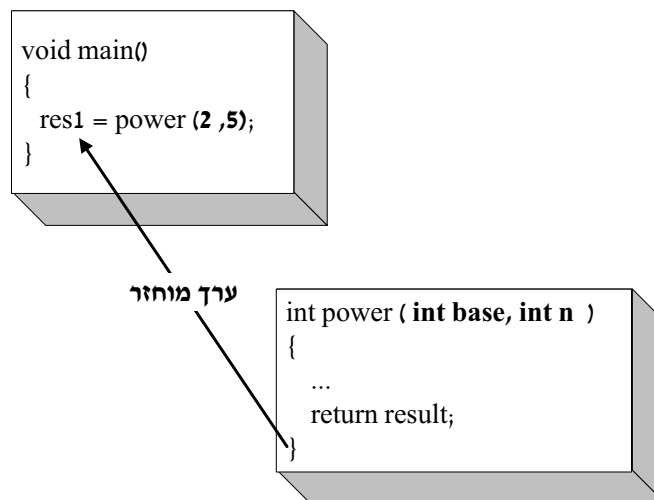 void main()
{
res1 = power (2 ,5);
}
ערך מוחזר
int power ( int base, int n )
{
...
return result;
}